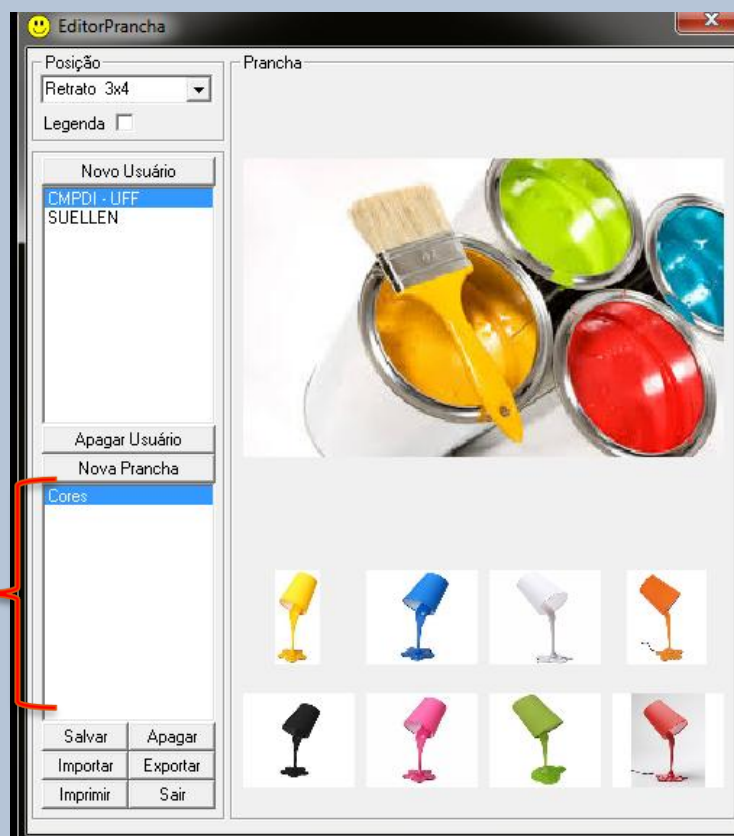 EditorPrancha
Posição
Retrato 3x4
Legenda
Novo Usuário
CMPDI - UFF
SUELLEN
Apagar Usuário
Nova Prancha
Cores
Salvar Apagar
Importar Exportar
Imprimir Sair
Prancha